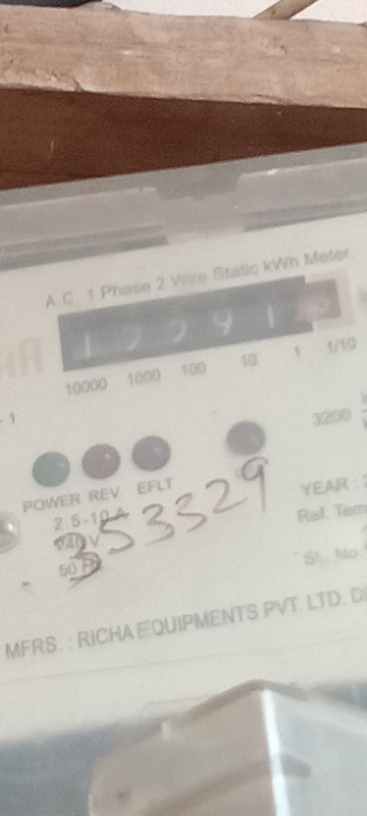 A.C. 1 Phase 2 Wire Static kWh Meter
1 2 2 9 1
10000 1000 100 10 1 1/10
3200
POWER REV. EFLT
2.5-10 A
240 V
50
353329
YEAR :
Ref. Tem
Sl. No
MFRS. : RICHA EQUIPMENTS PVT. LTD.